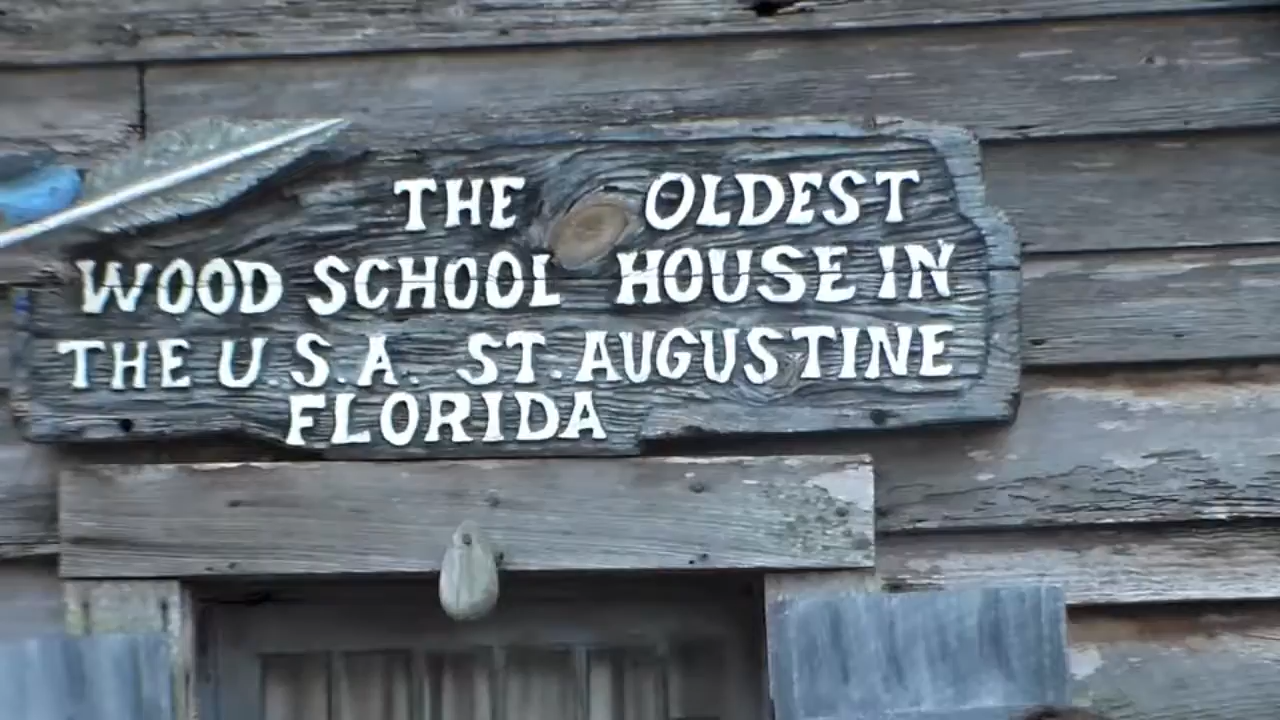 THE OLDEST
WOOD SCHOOL HOUSE IN
THE U.S.A. ST. AUGUSTINE
FLORIDA